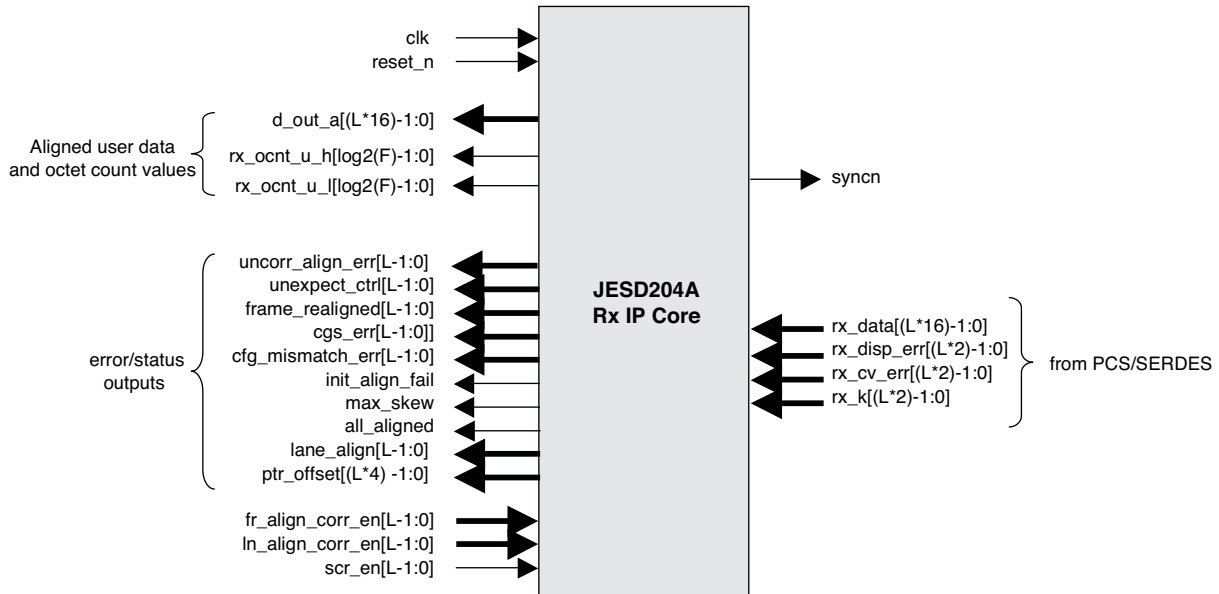 clk
reset_n
d_out_a[(L*16)-1:0]
Aligned user data
and octet count values
rx_ocnt_u_h[log2(F)-1:0]
rx_ocnt_u_l[log2(F)-1:0]
syncn
uncorr_align_err[L-1:0]
unexpect_ctrl[L-1:0]
frame_realigned[L-1:0]
cgs_err[L-1:0]]
cfg_mismatch_err[L-1:0]
error/status
outputs
init_align_fail
max_skew
all_aligned
lane_align[L-1:0]
ptr_offset[(L*4) -1:0]
JESD204A
Rx IP Core
rx_data[(L*16)-1:0]
rx_disp_err[(L*2)-1:0]
rx_cv_err[(L*2)-1:0]
rx_k[(L*2)-1:0]
from PCS/SERDES
fr_align_corr_en[L-1:0]
ln_align_corr_en[L-1:0]
scr_en[L-1:0]